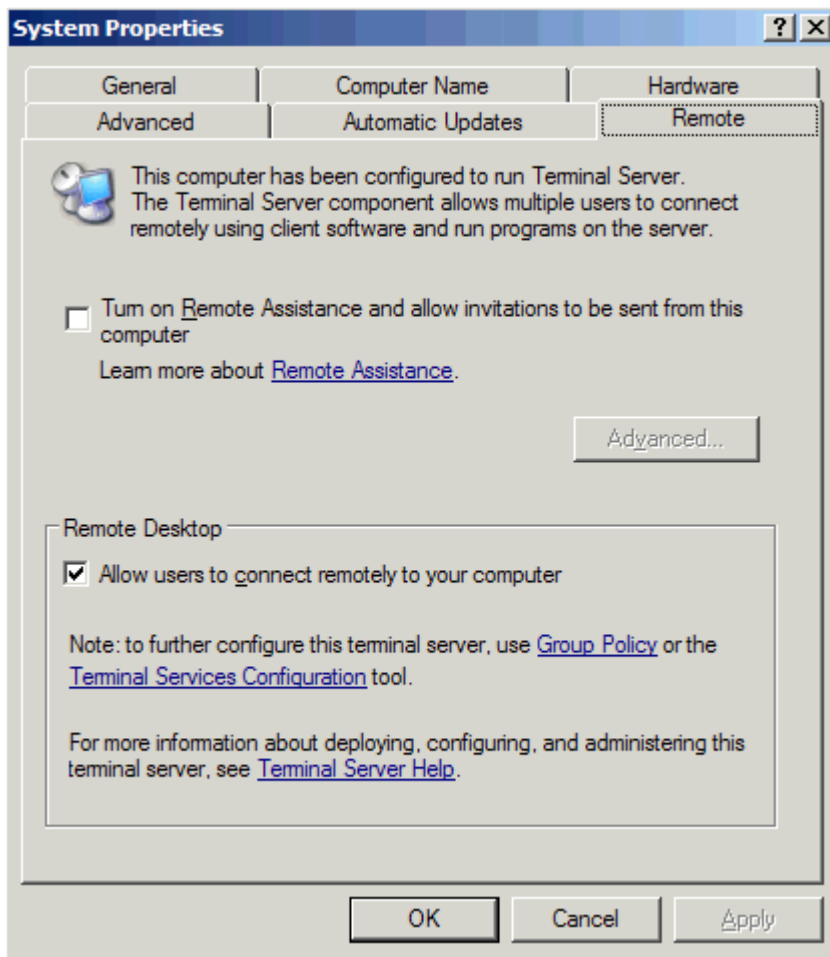 System Properties
General
Computer Name
Hardware
Advanced
Automatic Updates
Remote
This computer has been configured to run Terminal Server.
The Terminal Server component allows multiple users to connect
remotely using client software and run programs on the server.
Turn on Remote Assistance and allow invitations to be sent from this
computer
Learn more about Remote Assistance.
Advanced...
Remote Desktop
Allow users to connect remotely to your computer
Note: to further configure this terminal server, use Group Policy or the
Terminal Services Configuration tool.
For more information about deploying, configuring, and administering this
terminal server, see Terminal Server Help.
OK
Cancel
Apply